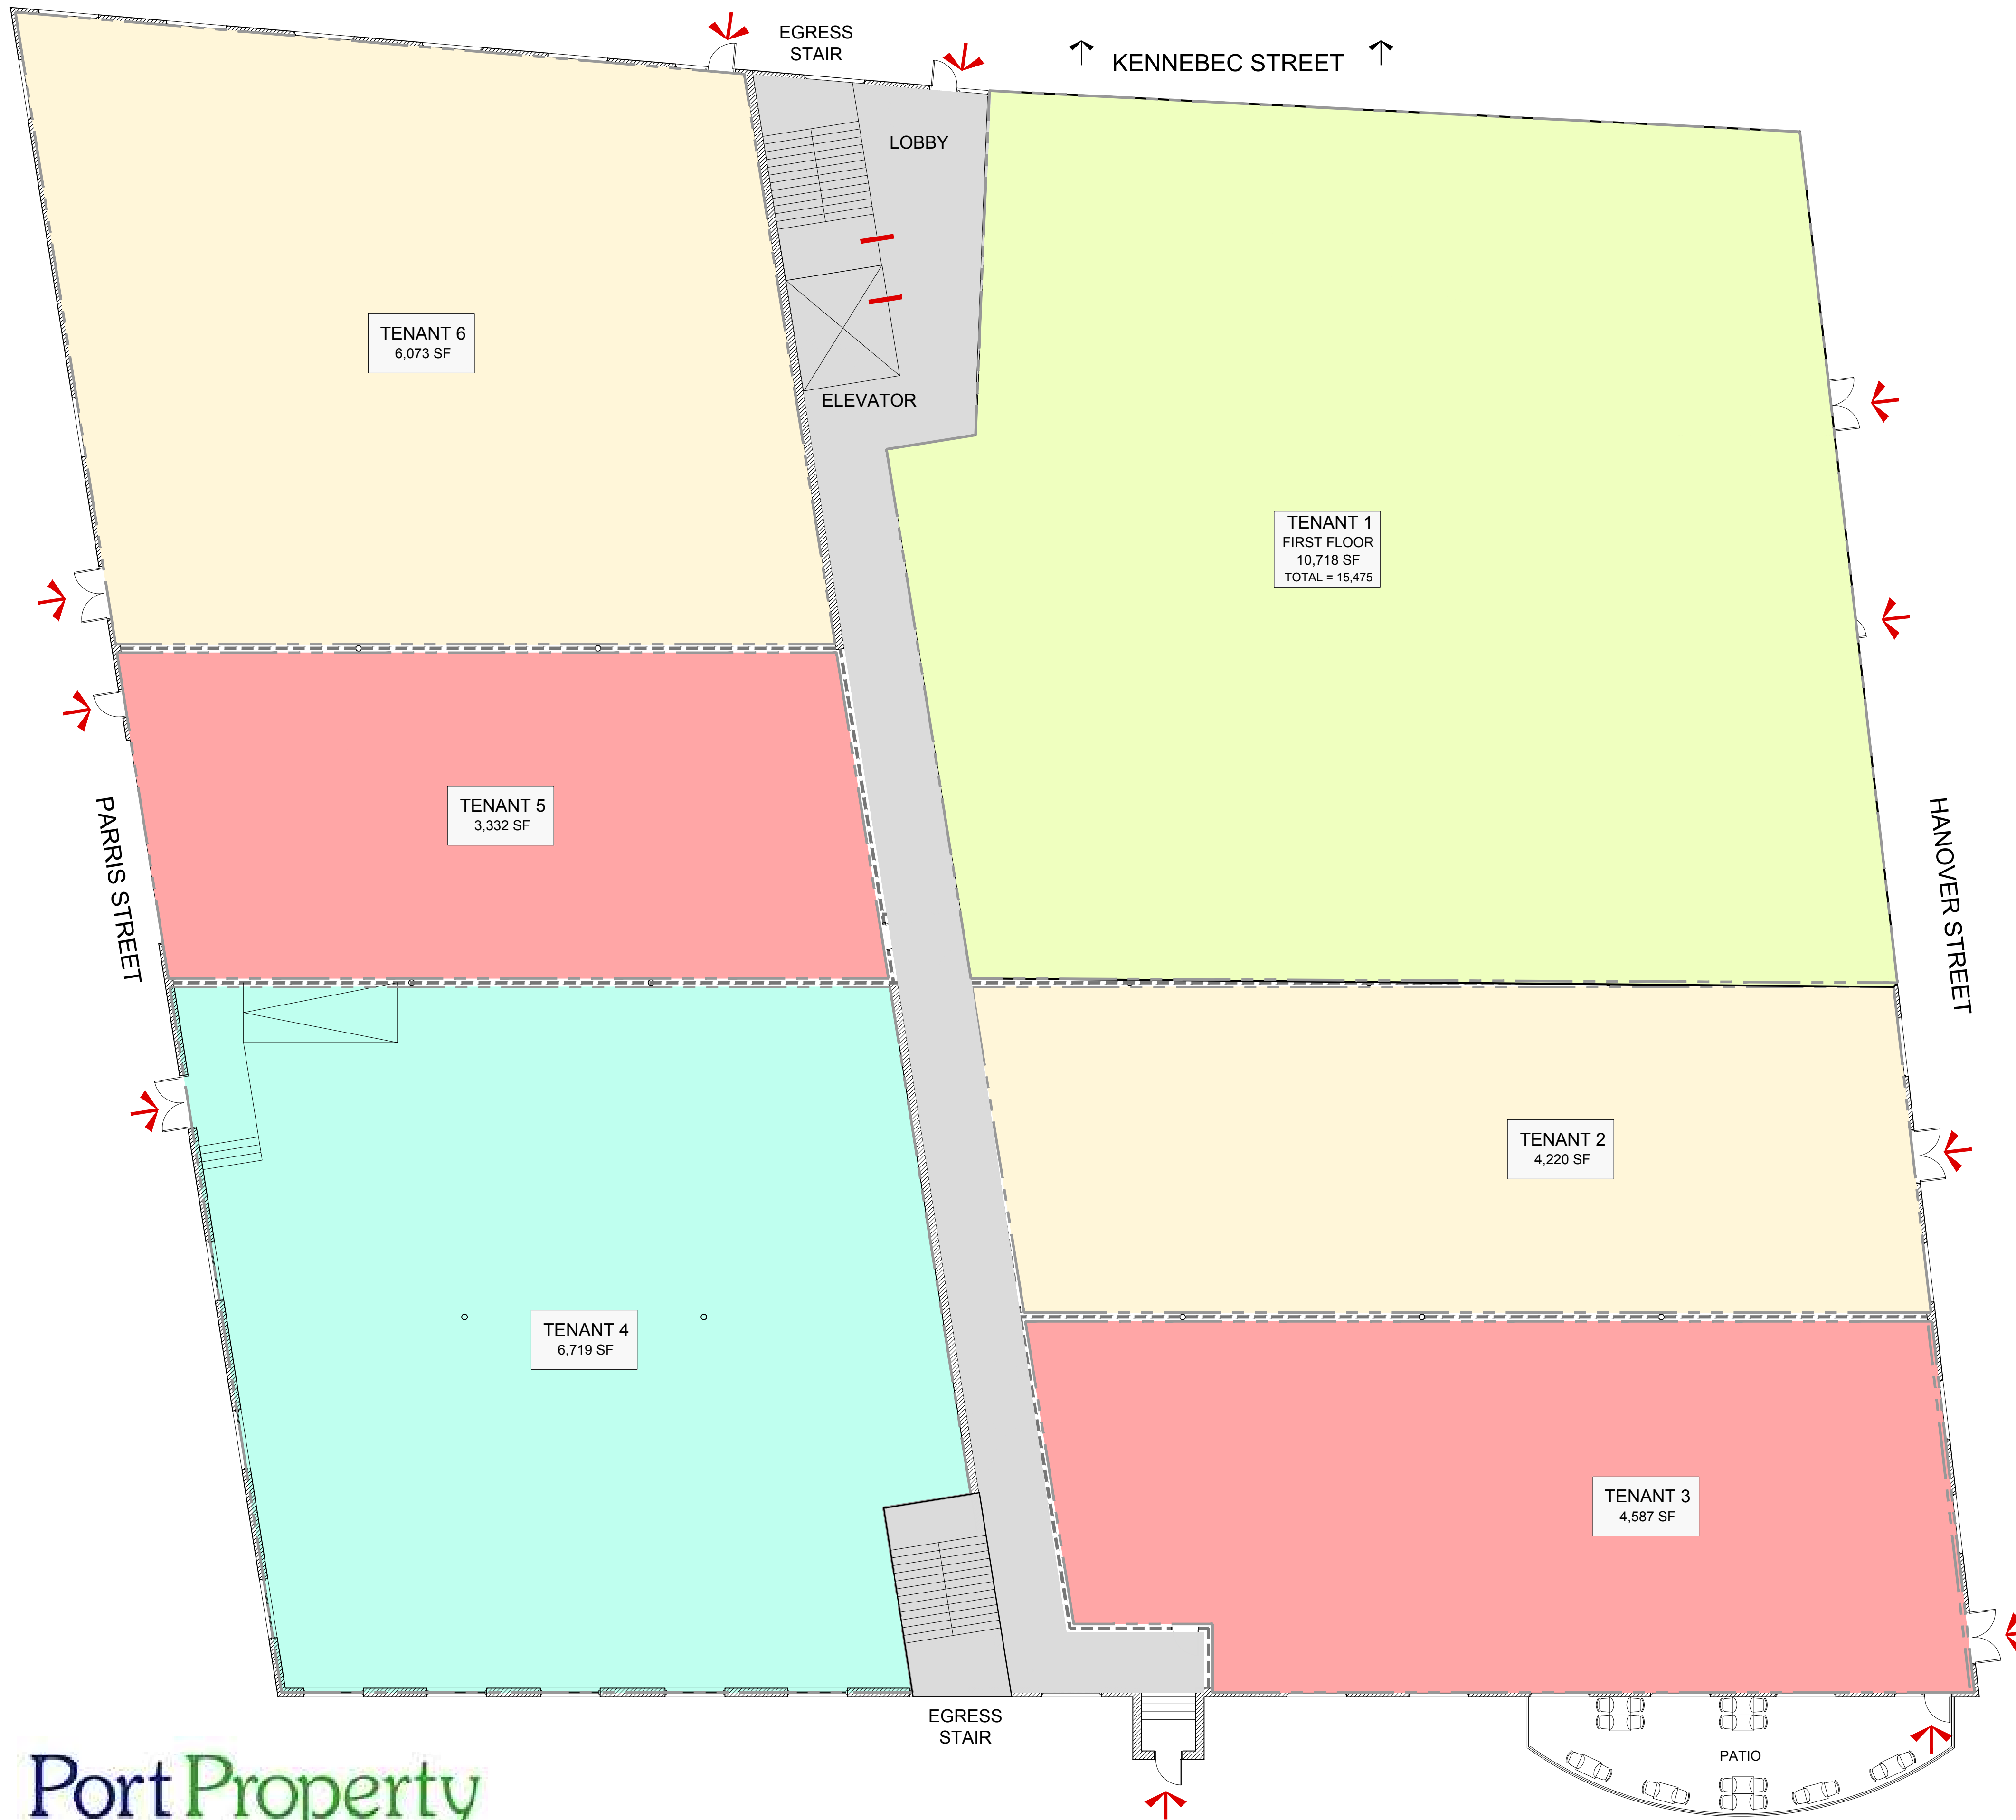 EGRESS
STAIR
KENNEBEC STREET
LOBBY
TENANT 6
6,073 SF
ELEVATOR
TENANT 1
FIRST FLOOR
10,718 SF
TOTAL = 15,475
TENANT 5
3,332 SF
PARRIS STREET
HANOVER STREET
TENANT 2
4,220 SF
TENANT 4
6,719 SF
TENANT 3
4,587 SF
EGRESS
STAIR
PATIO
Port Property